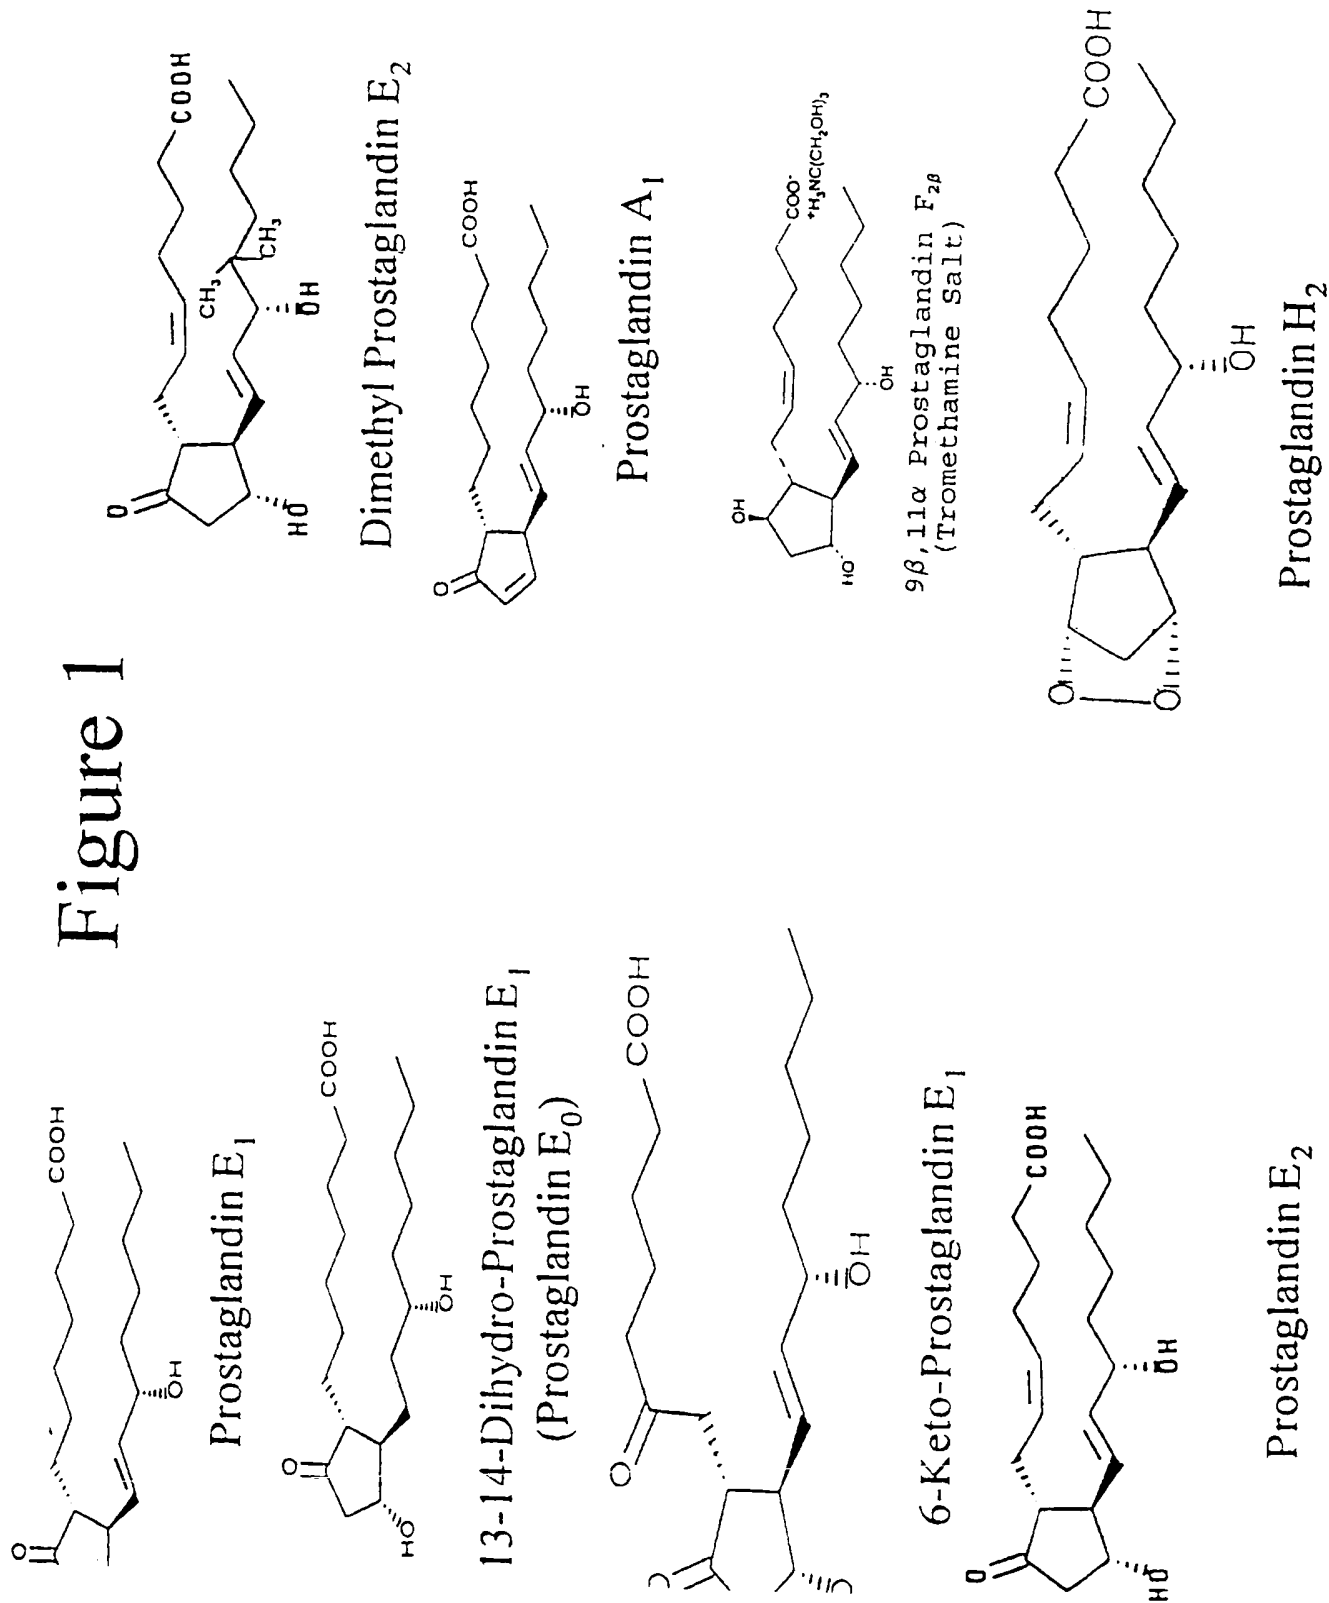 Figure 1
O
COOH
OH
Prostaglandin E₁
O
COOH
HO
OH
13-14-Dihydro-Prostaglandin E₁
(Prostaglandin E₀)
O
COOH
OH
6-Keto-Prostaglandin E₁
O
COOH
HO
OH
Prostaglandin E₂
O
COOH
CH₃
CH₃
HO
OH
Dimethyl Prostaglandin E₂
O
COOH
OH
Prostaglandin A₁
OH
COO⁻
⁺H₃NC(CH₂OH)₃
HO
OH
9β,11α Prostaglandin F₂β
(Tromethamine Salt)
O
O
COOH
OH
Prostaglandin H₂